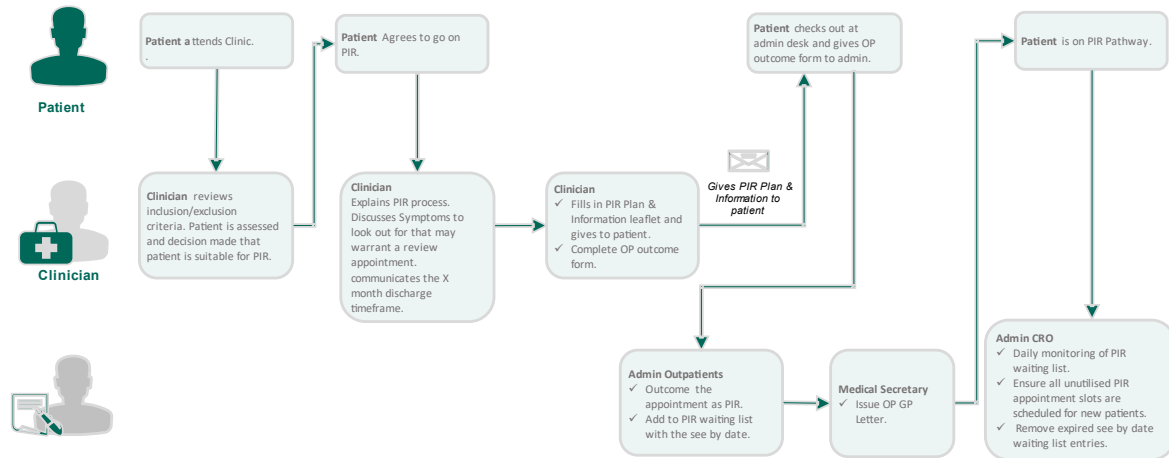 Patient attends Clinic.
.
Patient Agrees to go on
PIR.
Patient checks out at
admin desk and gives OP
outcome form to admin.
Patient is on PIR Pathway.
Patient
Clinician reviews
inclusion/exclusion
criteria. Patient is assessed
and decision made that
patient is suitable for PIR.
Clinician
Explains PIR process.
Discusses Symptoms to
look out for that may
warrant a review
appointment.
communicates the X
month discharge
timeframe.
Clinician
✓ Fills in PIR Plan &
Information leaflet and
gives to patient.
✓ Complete OP outcome
form.
Gives PIR Plan &
Information to
patient
Clinician
Admin Outpatients
✓ Outcome the
appointment as PIR.
✓ Add to PIR waiting list
with the see by date.
Medical Secretary
✓ Issue OP GP
Letter.
Admin CRO
✓ Daily monitoring of PIR
waiting list.
✓ Ensure all unutilised PIR
appointment slots are
scheduled for new patients.
✓ Remove expired see by date
waiting list entries.